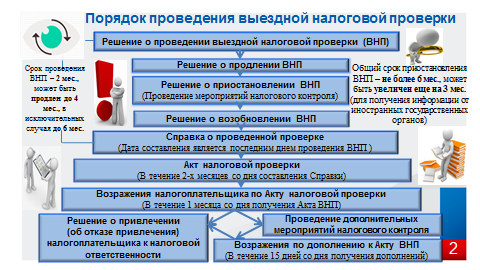 Порядок проведения выездной налоговой проверки
Решение о проведении выездной налоговой проверки (ВНП)
Срок проведения
ВНП – 2 мес.,
может быть
продлен до 4
мес., в
исключительных
случаях до 6 мес.
Решение о продлении ВНП
Решение о приостановлении ВНП
(Проведение мероприятий налогового контроля)
Решение о возобновлении ВНП
Общий срок приостановления
ВНП – не более 6 мес., может
быть увеличен еще на 3 мес.
(для получения информации от
иностранных государственных
органов)
Справка о проведенной проверке
(Дата составления является последним днем проведения ВНП )
Акт налоговой проверки
(В течение 2-х месяцев со дня составления Справки)
Возражения налогоплательщика по Акту налоговой проверки
(В течение 1 месяца со дня получения Акта ВНП)
Решение о привлечении
(об отказе привлечения)
налогоплательщика к налоговой
ответственности
Проведение дополнительных
мероприятий налогового контроля
Возражения по дополнению к Акту ВНП
(В течение 15 дней со дня получения дополнений)
2